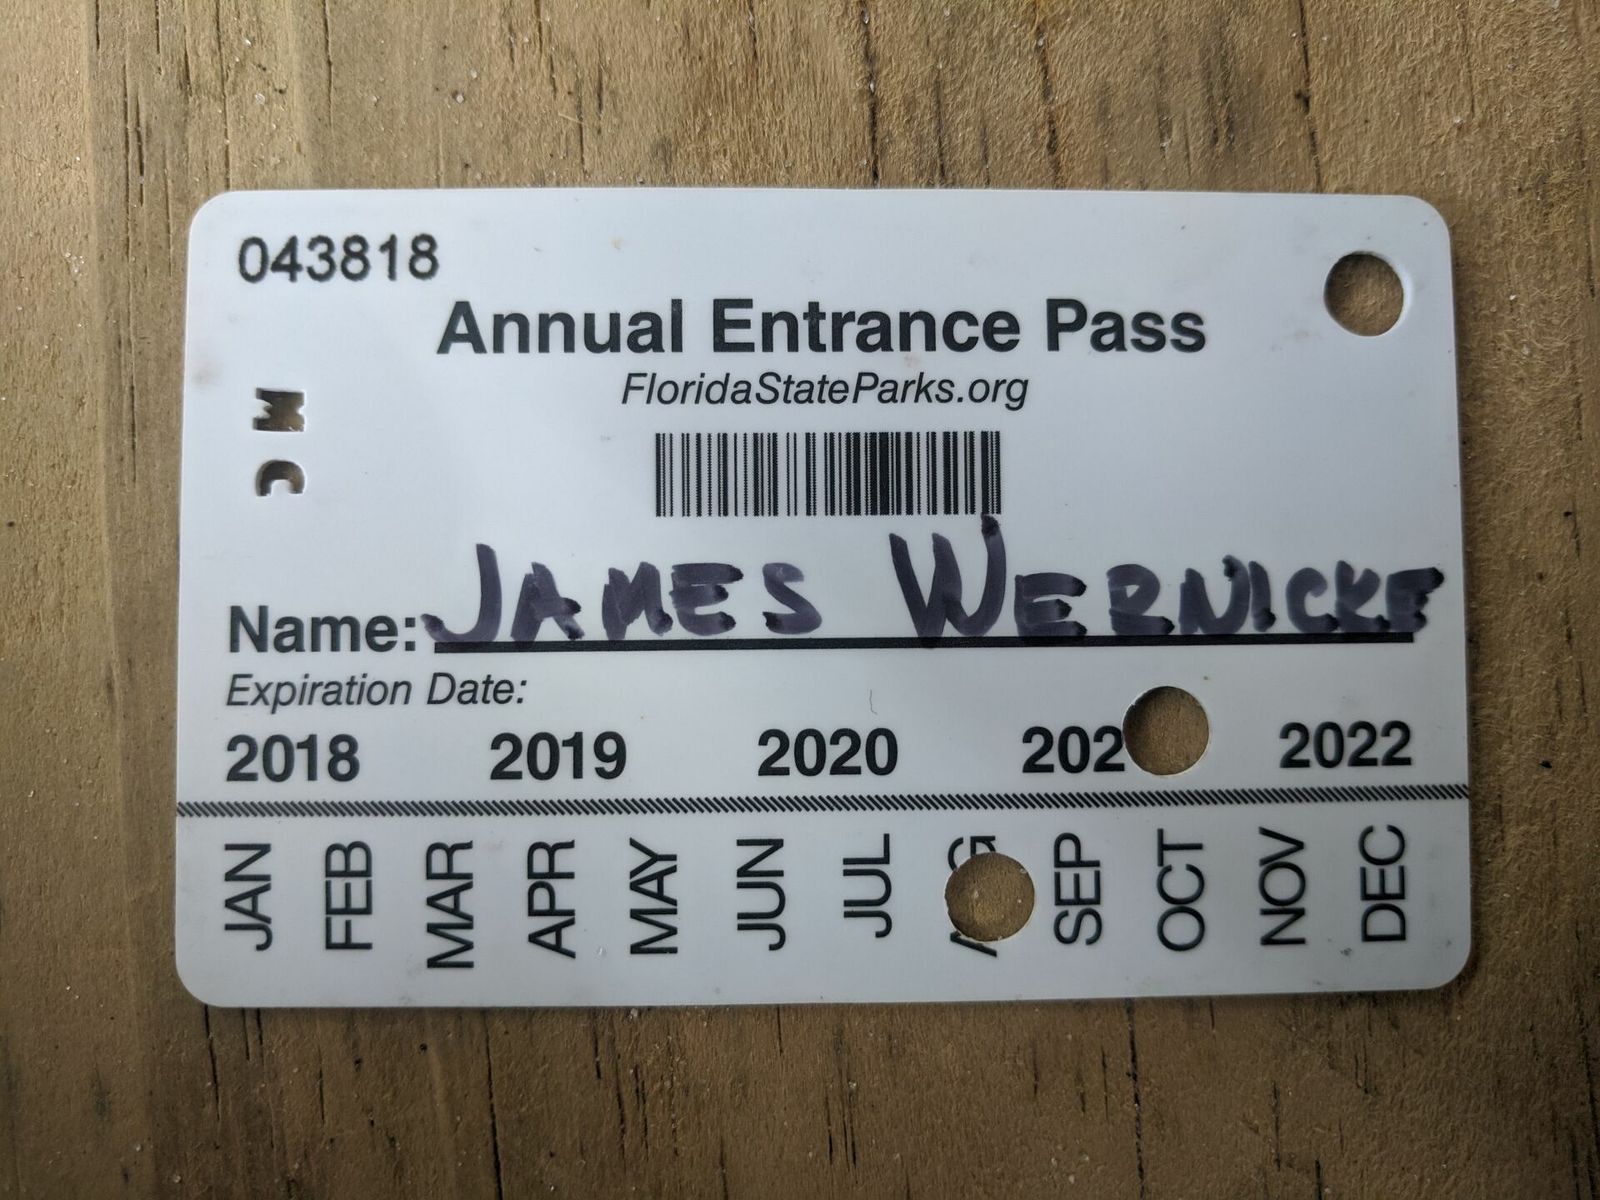 043818
Annual Entrance Pass
FloridaStateParks.org
Name: JAMES WERNICKE
Expiration Date:
2018 2019 2020 202 2022
JAN FEB MAR APR MAY JUN JUL SEP OCT NOV DEC